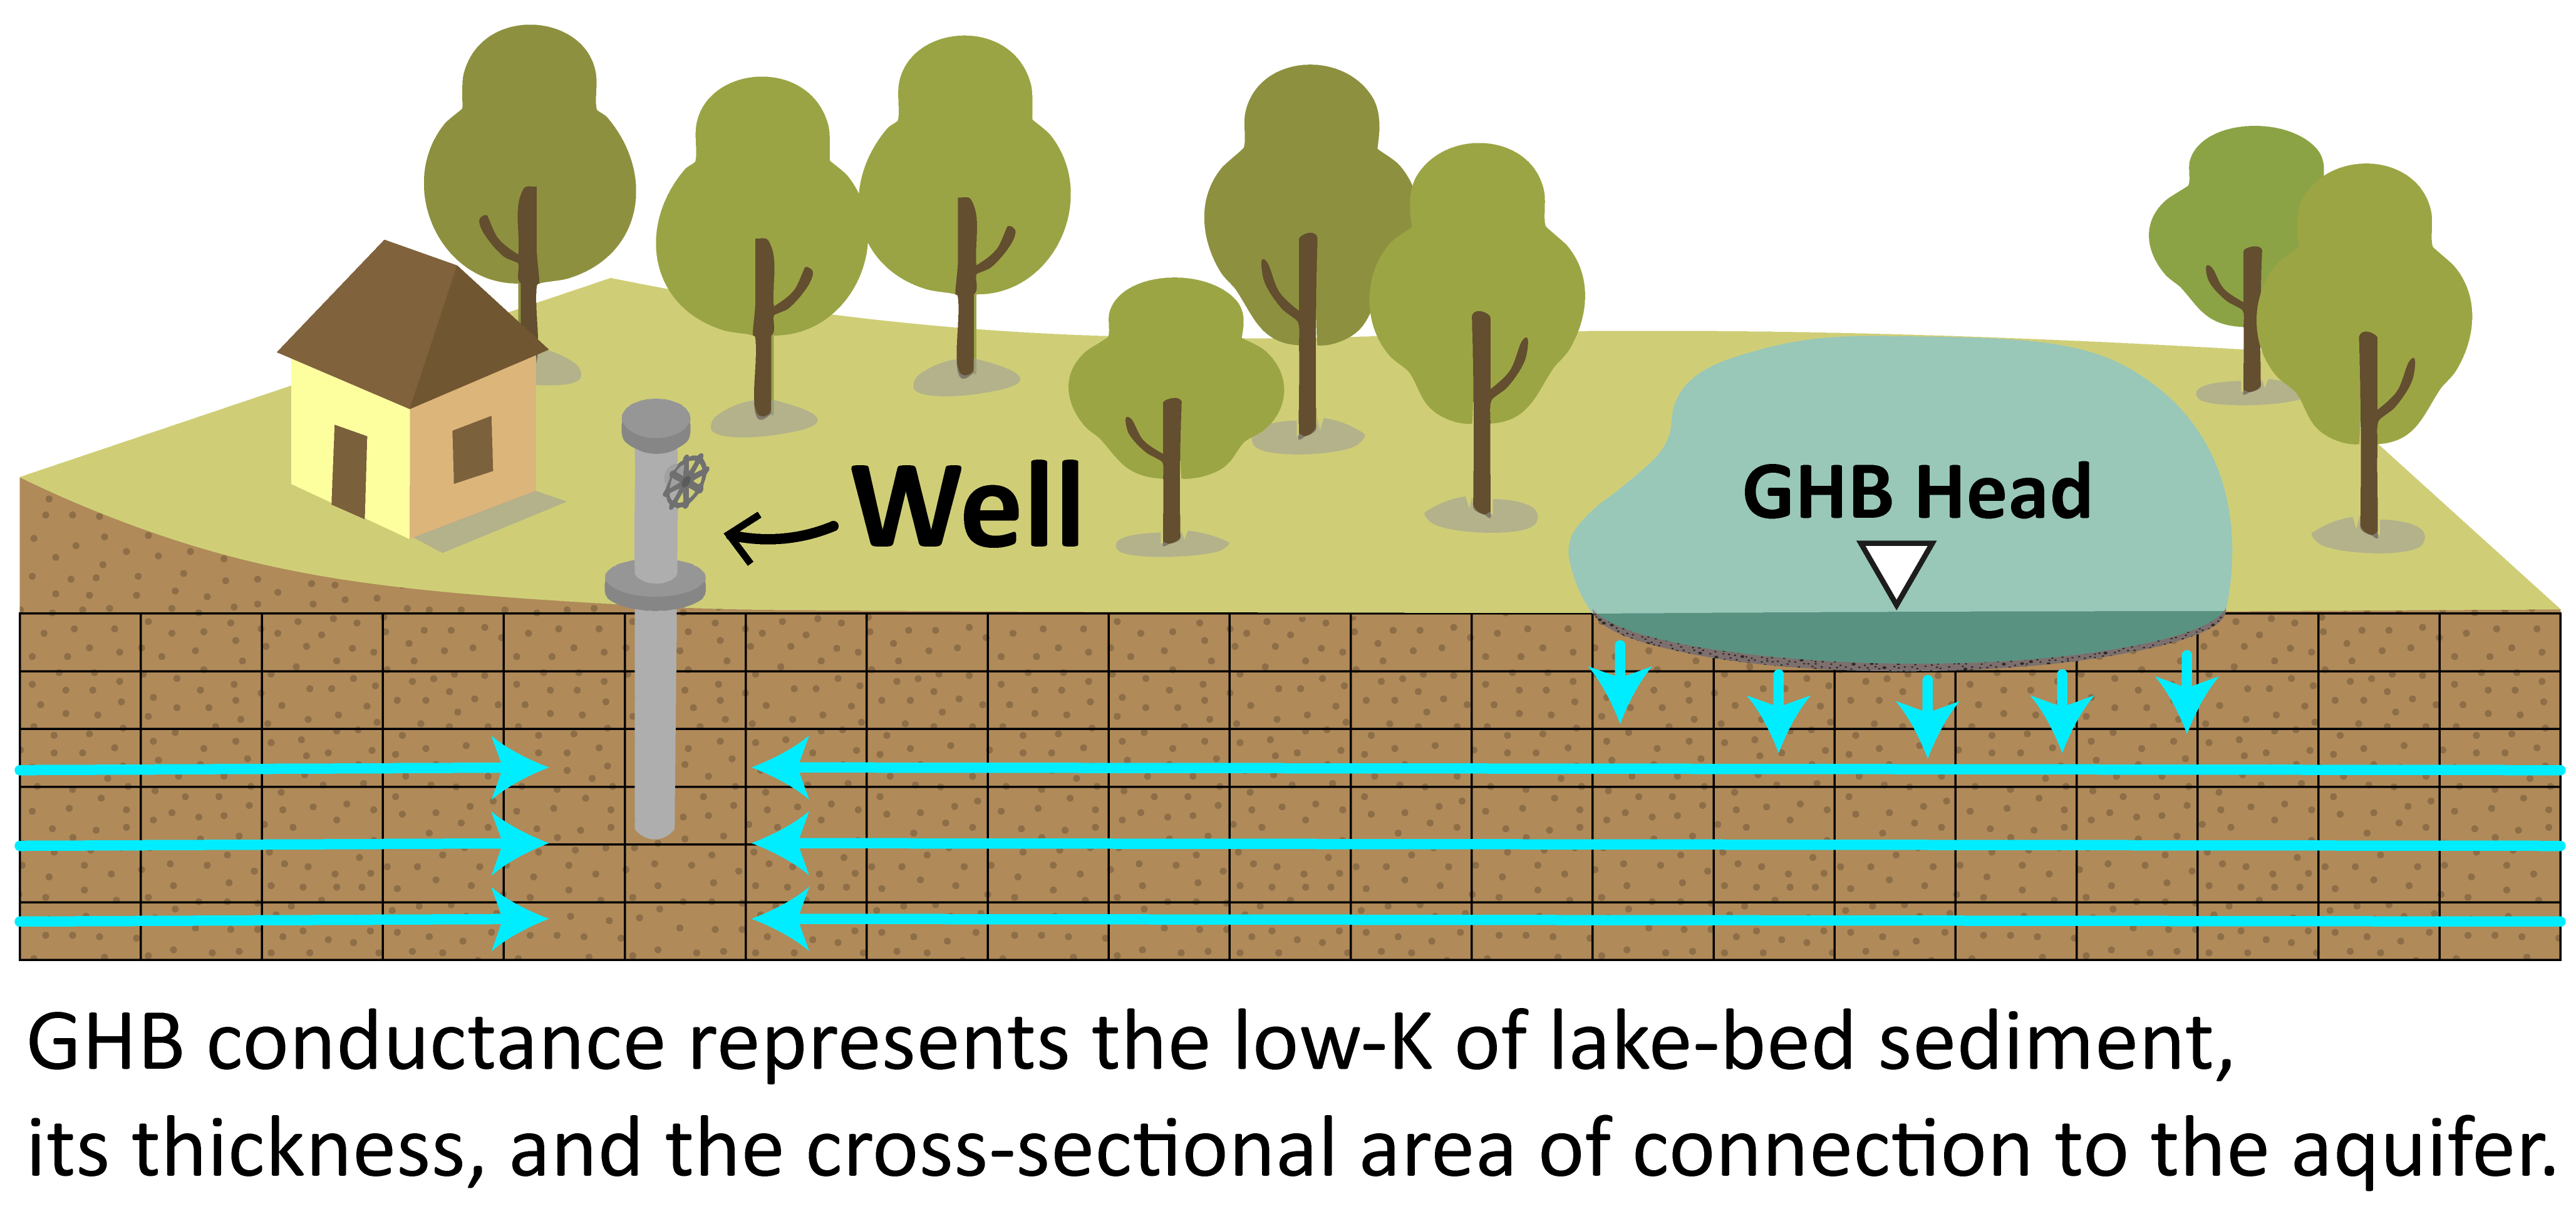 Well
GHB Head
GHB conductance represents the low-K of lake-bed sediment,
its thickness, and the cross-sectional area of connection to the aquifer.